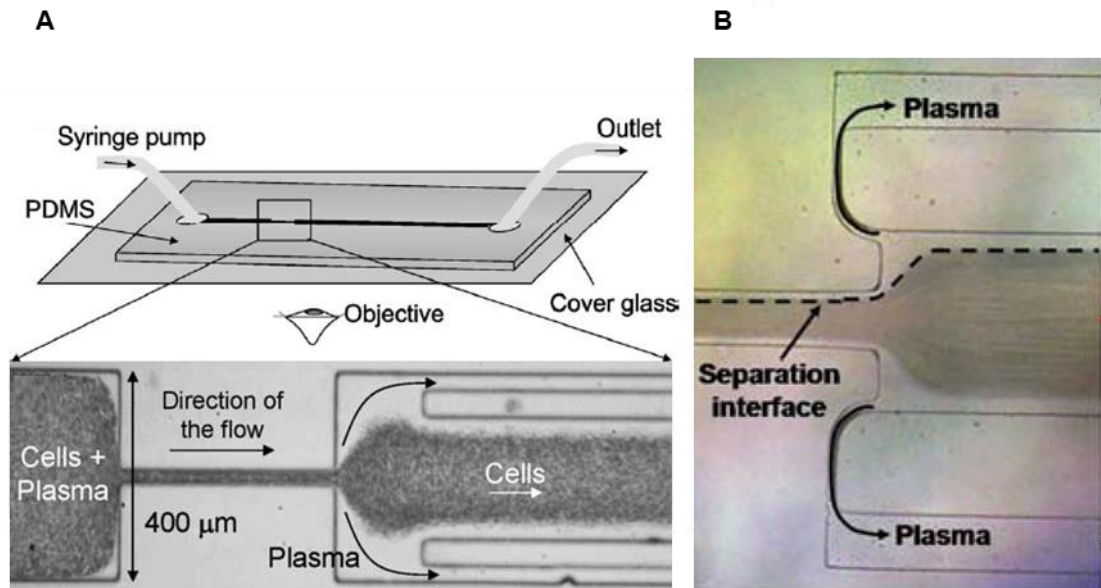 A
B
Syringe pump
Outlet
PDMS
Cover glass
Objective
Direction of
the flow
Cells +
Plasma
Cells
400 μm
Plasma
Plasma
Separation
interface
Plasma